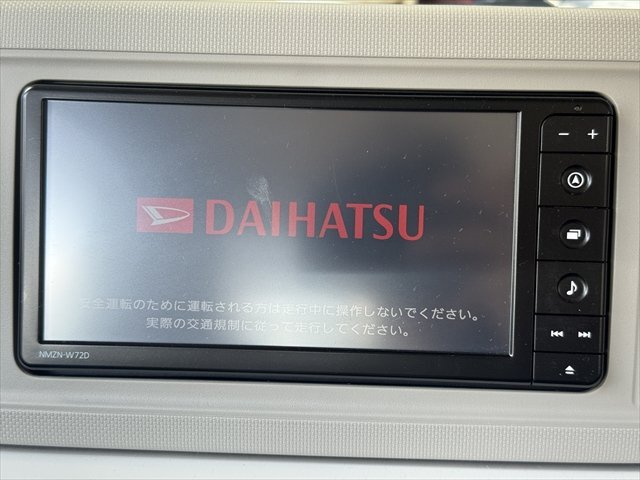 DAIHATSU
安全運転のために運転される方は走行中に操作しないでください。
実際の交通規制に従って走行してください。
NMZN-W72D